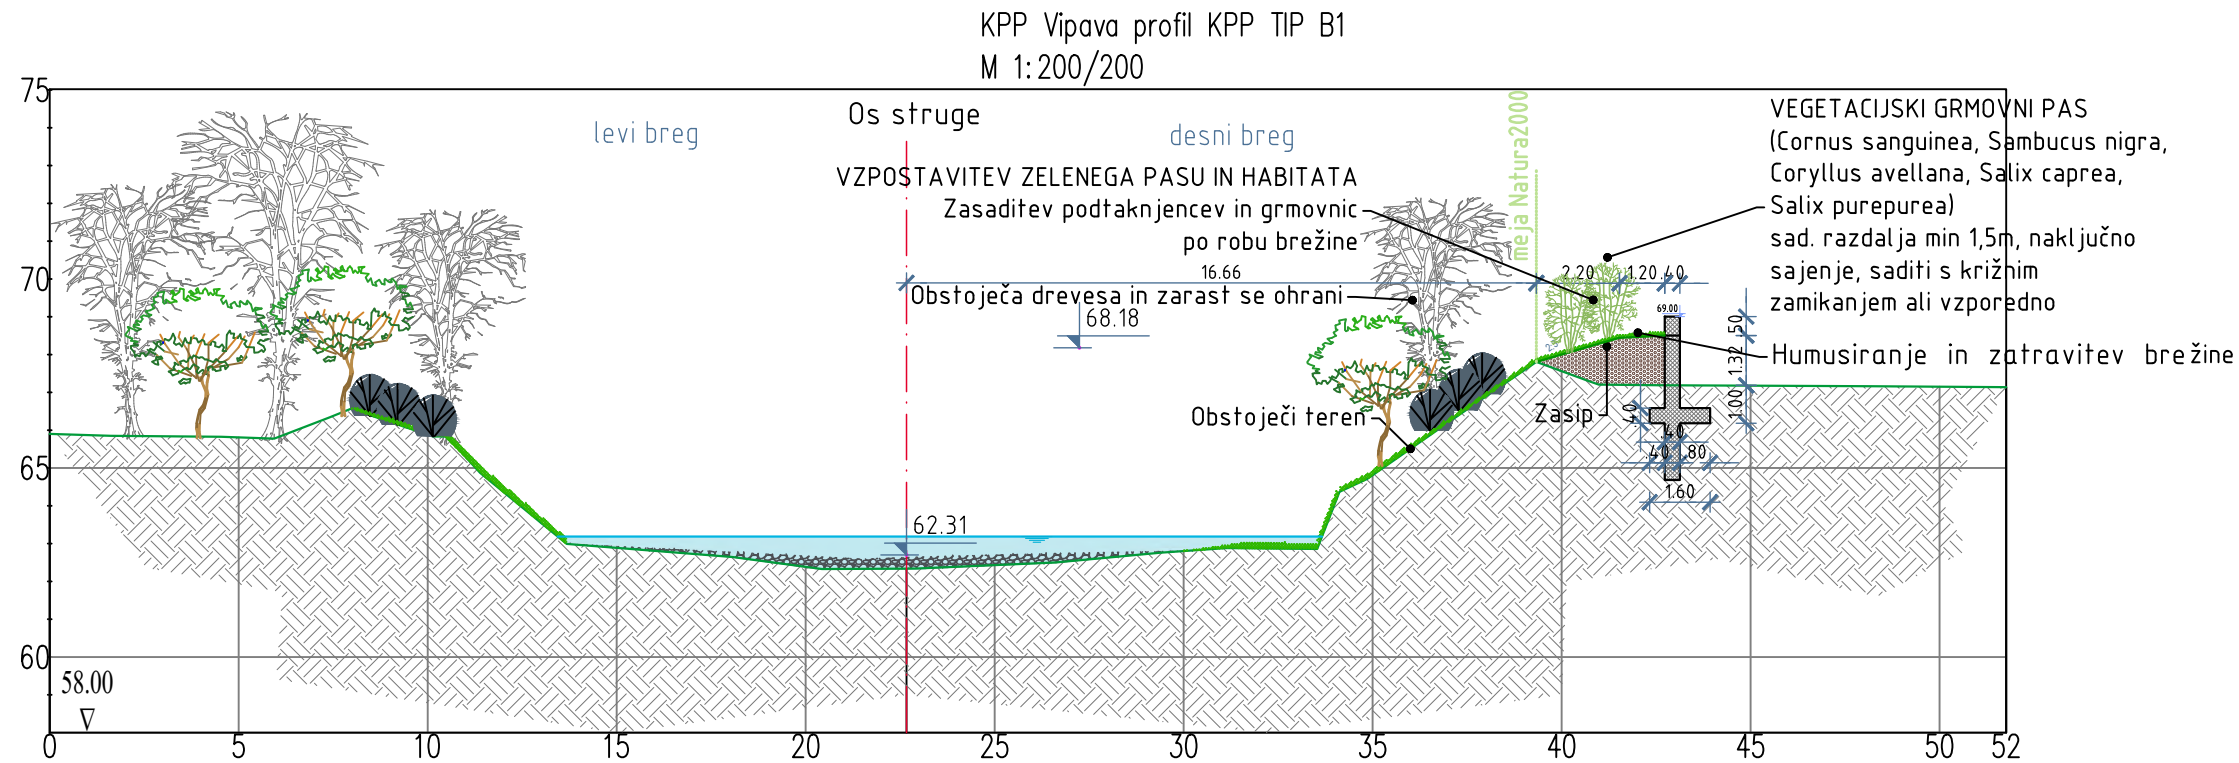 KPP Vipava profil KPP TIP B1
M 1:200/200
75
70
65
60
58.00
levi breg
Os struge
desni breg
meja Natura2000
VZPOSTAVITEV ZELENEGA PASU IN HABITATA
Zasaditev podtaknjencev in grmovnic
po robu brežine
16.66
2.20
1.20
.40
Obstoječa drevesa in zarast se ohrani
68.18
VEGETACIJSKI GRMOVNI PAS
(Cornus sanguinea, Sambucus nigra,
Coryllus avellana, Salix caprea,
Salix purepurea)
sad. razdalja min 1,5m, naključno
sajenje, saditi s križnim
zamikanjem ali vzporedno
69.00
.50
1.32
1.00
Humusiranje in zatravitev brežine
Obstoječi teren
Zasip
.40
.40
.40
.80
1.60
62.31
0
5
10
15
20
25
30
35
40
45
50
52